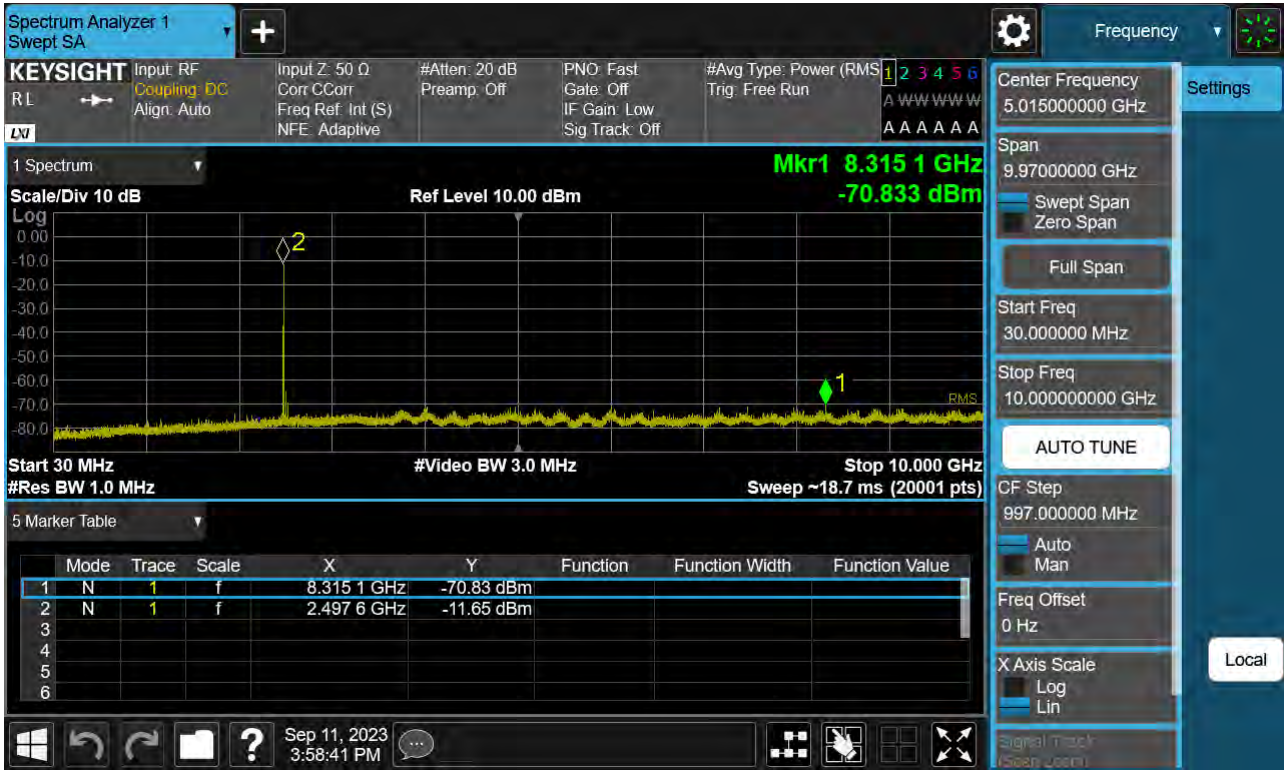 Spectrum Analyzer 1
Swept SA
Frequency
KEYSIGHT
RL
LXI
Input: RF
Coupling: DC
Align: Auto
Input Z: 50 Ω
Corr CCorr
Freq Ref: Int (S)
NFE: Adaptive
#Atten: 20 dB
Preamp: Off
PNO: Fast
Gate: Off
IF Gain: Low
Sig Track: Off
#Avg Type: Power (RMS
Trig: Free Run
1 2 3 4 5 6
A W W W W W
A A A A A A
1 Spectrum
Mkr1 8.315 1 GHz
-70.833 dBm
Scale/Div 10 dB
Ref Level 10.00 dBm
Log
0.00
-10.0
-20.0
-30.0
-40.0
-50.0
-60.0
-70.0
-80.0
2
1
RMS
Start 30 MHz
#Video BW 3.0 MHz
Stop 10.000 GHz
#Res BW 1.0 MHz
Sweep ~18.7 ms (20001 pts)
5 Marker Table
Mode Trace Scale X Y Function Function Width Function Value
1 N 1 f 8.315 1 GHz -70.83 dBm
2 N 1 f 2.497 6 GHz -11.65 dBm
3
4
5
6
Sep 11, 2023
3:58:41 PM
Center Frequency
5.015000000 GHz
Settings
Span
9.97000000 GHz
Swept Span
Zero Span
Full Span
Start Freq
30.000000 MHz
Stop Freq
10.000000000 GHz
AUTO TUNE
CF Step
997.000000 MHz
Auto
Man
Freq Offset
0 Hz
X Axis Scale
Log
Lin
Local
Signal Track
(Span Zoom)